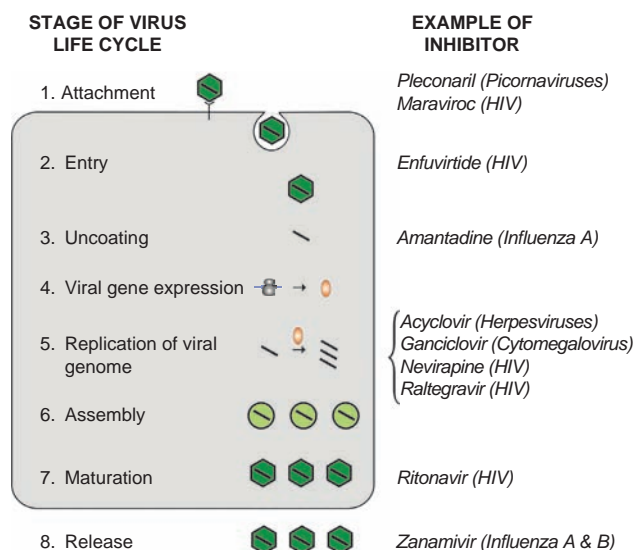 STAGE OF VIRUS
LIFE CYCLE
EXAMPLE OF
INHIBITOR
1. Attachment
Pleconaril (Picornaviruses)
Maraviroc (HIV)
2. Entry
Enfuvirtide (HIV)
3. Uncoating
Amantadine (Influenza A)
4. Viral gene expression
5. Replication of viral
genome
Acyclovir (Herpesviruses)
Ganciclovir (Cytomegalovirus)
Nevirapine (HIV)
Raltegravir (HIV)
6. Assembly
7. Maturation
Ritonavir (HIV)
8. Release
Zanamivir (Influenza A & B)